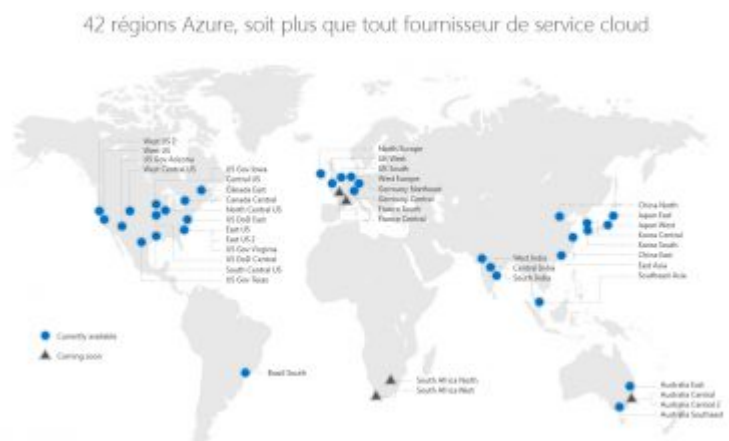 42 régions Azure, soit plus que tout fournisseur de service cloud
West US 2
West US
US Gov Arizona
West Central US
US Gov Iowa
Central US
Canada East
Canada Central
North Central US
US DoD East
East US
East US 2
US Gov Virginia
US DoD Central
South Central US
US Gov Texas
North Europe
UK West
UK South
West Europe
Germany Northeast
Germany Central
France South
France Central
China North
Japan East
Japan West
Korea Central
Korea South
China East
East Asia
Southeast Asia
West India
Central India
South India
Currently available
Coming soon
Brazil South
South Africa North
South Africa West
Australia East
Australia Central
Australia Central 2
Australia Southeast